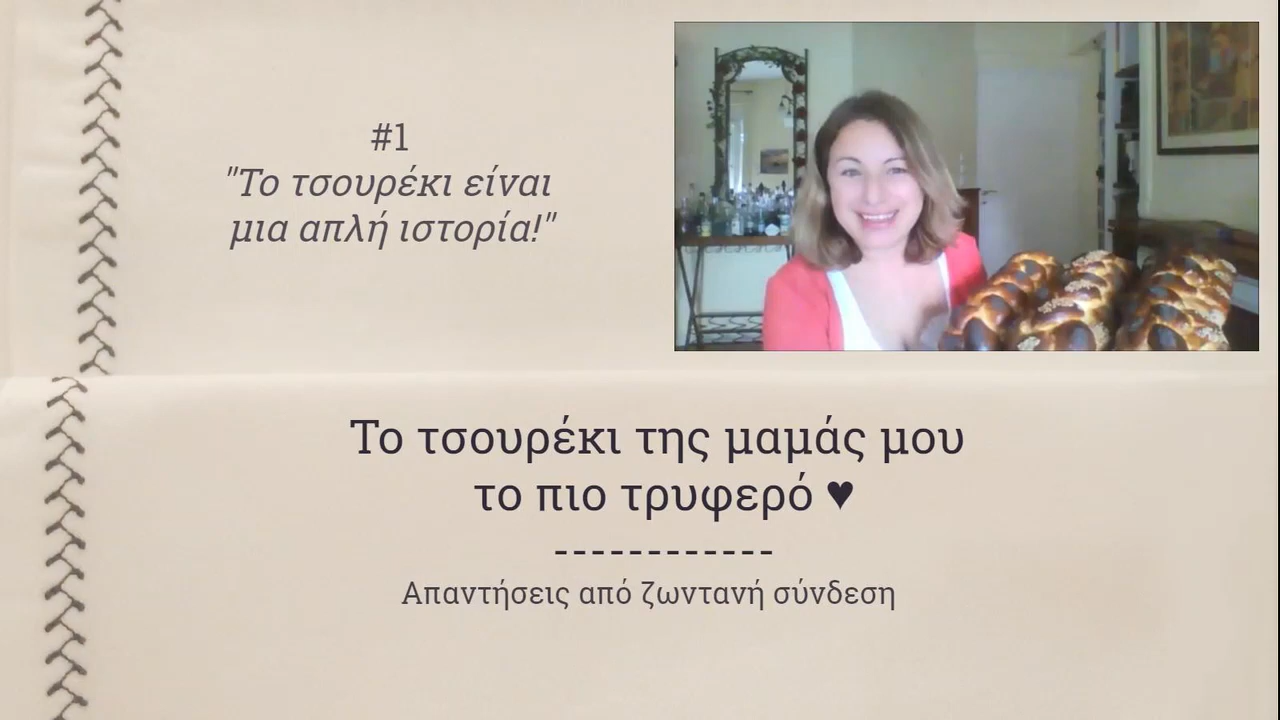 #1
"Το τσουρέκι είναι
μια απλή ιστορία!"
Το τσουρέκι της μαμάς μου
το πιο τρυφερό ♥
------------
Απαντήσεις από ζωντανή σύνδεση